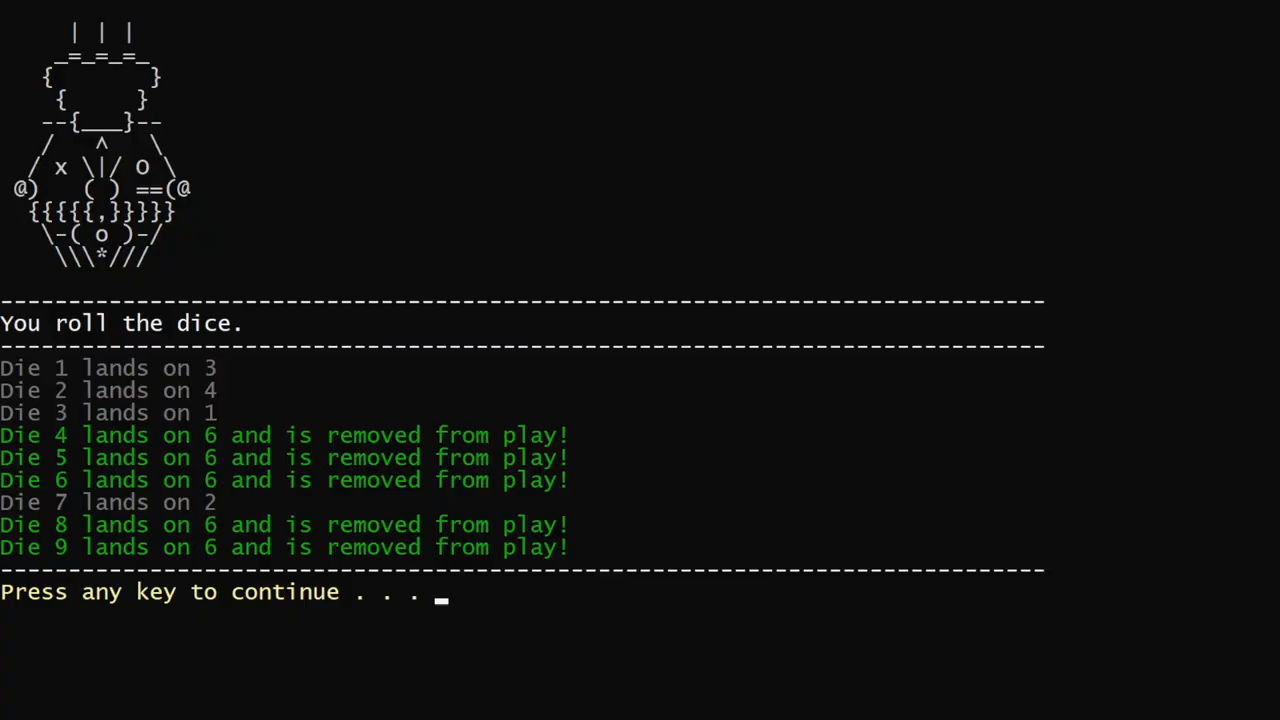 | | |
_=_=_=_
{ }
{ }
--{___}--
/ ^ \
/ x \|/ O \
@) ( ) ==(@
{{{{{,}}}}}
\-( o )-/
\\\*///
-----------------------------------------------------------------------------
You roll the dice.
-----------------------------------------------------------------------------
Die 1 lands on 3
Die 2 lands on 4
Die 3 lands on 1
Die 4 lands on 6 and is removed from play!
Die 5 lands on 6 and is removed from play!
Die 6 lands on 6 and is removed from play!
Die 7 lands on 2
Die 8 lands on 6 and is removed from play!
Die 9 lands on 6 and is removed from play!
-----------------------------------------------------------------------------
Press any key to continue . . . _